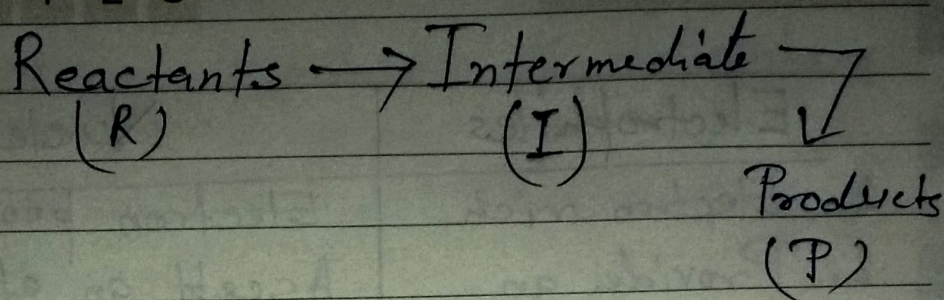 Reactants → Intermediate
(R) (I)
Products
(P)